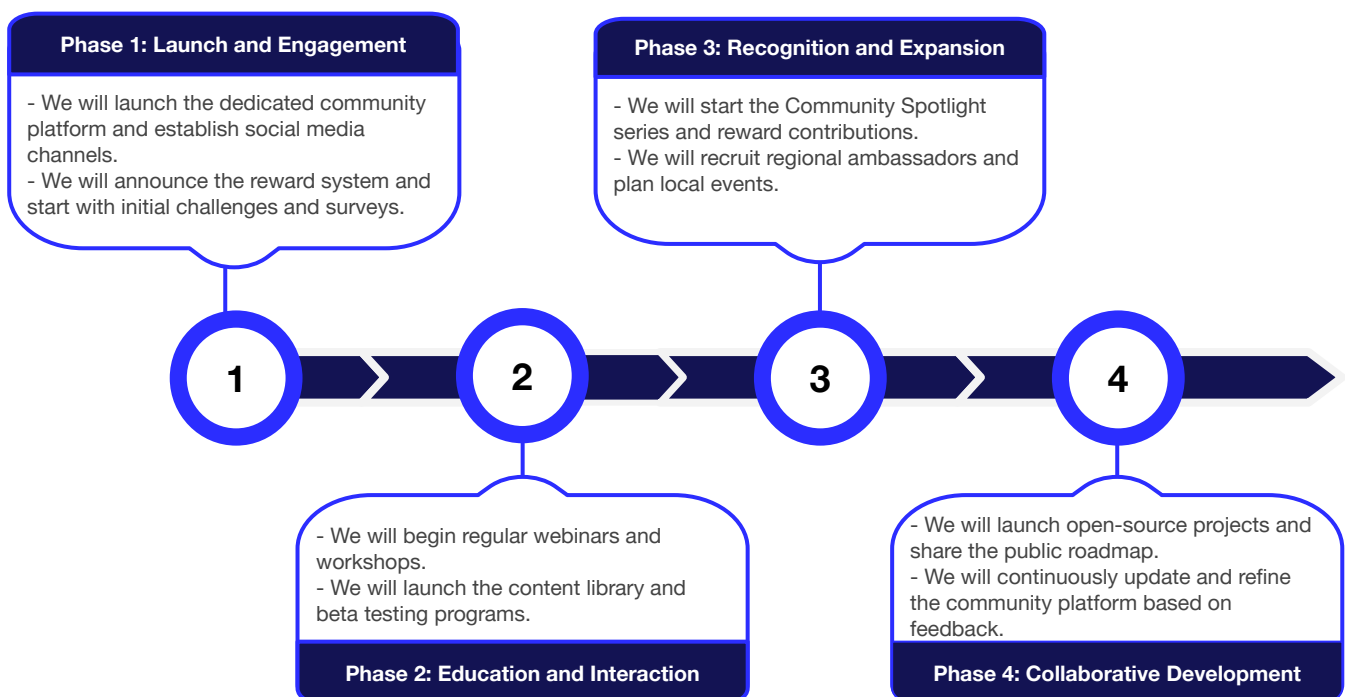 Phase 1: Launch and Engagement
- We will launch the dedicated community
platform and establish social media
channels.
- We will announce the reward system and
start with initial challenges and surveys.
Phase 3: Recognition and Expansion
- We will start the Community Spotlight
series and reward contributions.
- We will recruit regional ambassadors and
plan local events.
1
2
3
4
- We will begin regular webinars and
workshops.
- We will launch the content library and
beta testing programs.
Phase 2: Education and Interaction
- We will launch open-source projects and
share the public roadmap.
- We will continuously update and refine
the community platform based on
feedback.
Phase 4: Collaborative Development